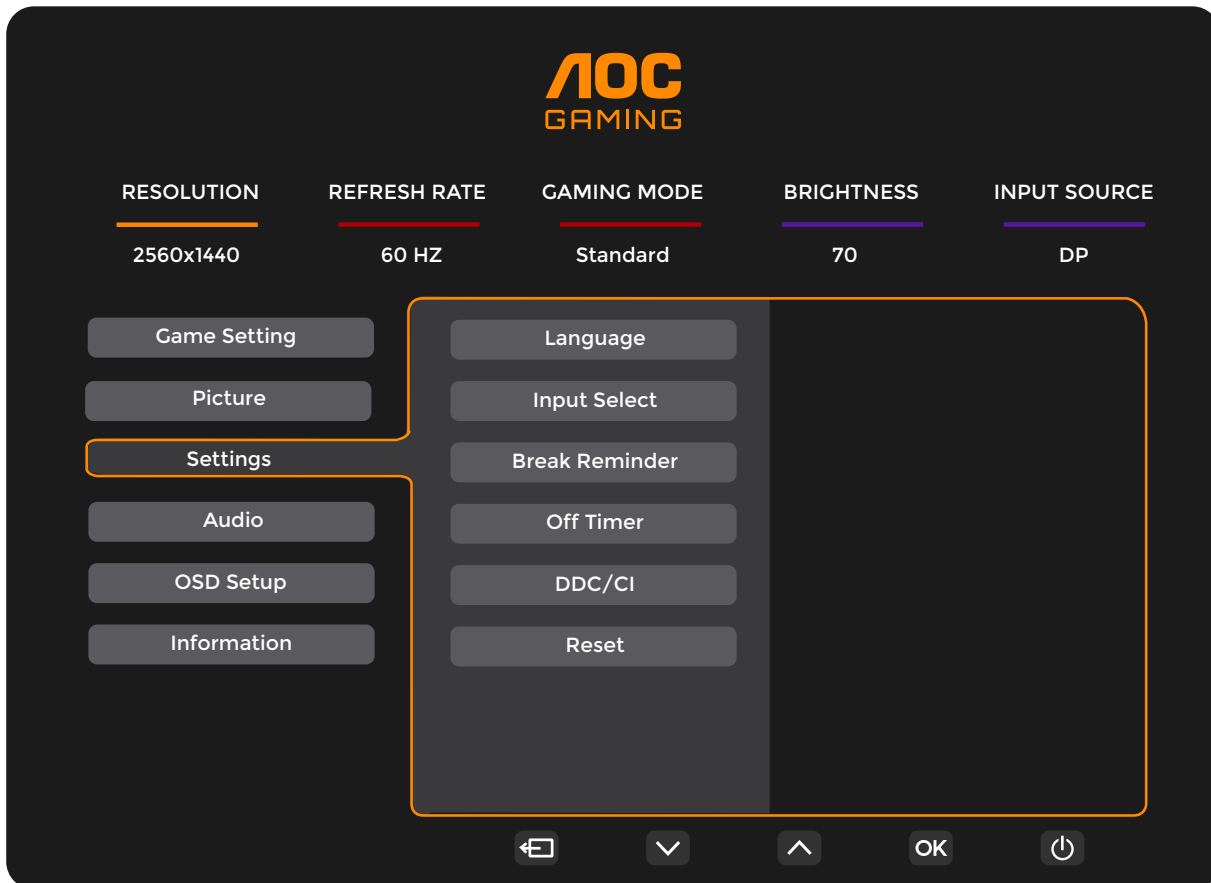 AOC
GAMING
RESOLUTION REFRESH RATE GAMING MODE BRIGHTNESS INPUT SOURCE
2560x1440 60 HZ Standard 70 DP
Game Setting
Picture
Settings
Audio
OSD Setup
Information
Language
Input Select
Break Reminder
Off Timer
DDC/CI
Reset
OK